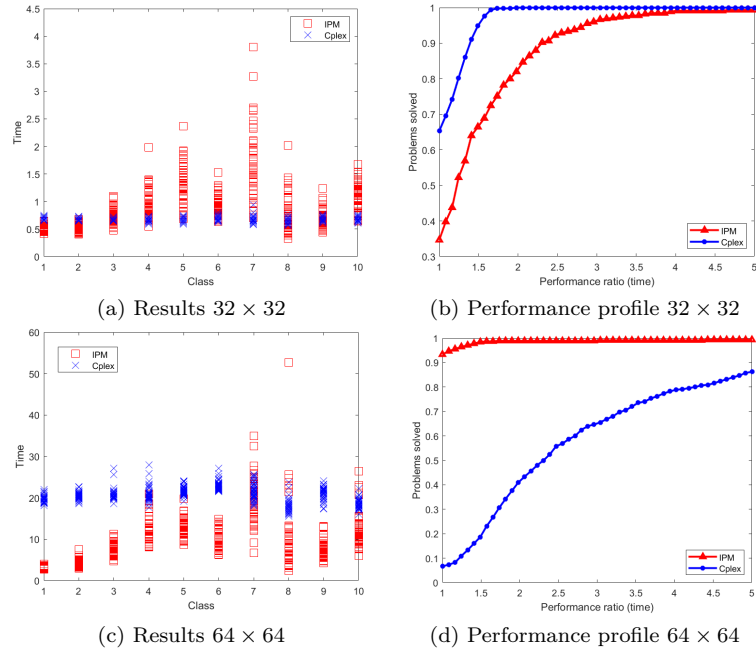 4.5
4
3.5
3
2.5
2
1.5
1
0.5
0
Time
IPM
Cplex
1 2 3 4 5 6 7 8 9 10
Class
(a) Results 32 × 32
1
0.9
0.8
0.7
0.6
0.5
0.4
0.3
Problems solved
IPM
Cplex
1 1.5 2 2.5 3 3.5 4 4.5 5
Performance ratio (time)
(b) Performance profile 32 × 32
60
50
40
30
20
10
0
Time
IPM
Cplex
1 2 3 4 5 6 7 8 9 10
Class
(c) Results 64 × 64
1
0.9
0.8
0.7
0.6
0.5
0.4
0.3
0.2
0.1
0
Problems solved
IPM
Cplex
1 1.5 2 2.5 3 3.5 4 4.5 5
Performance ratio (time)
(d) Performance profile 64 × 64